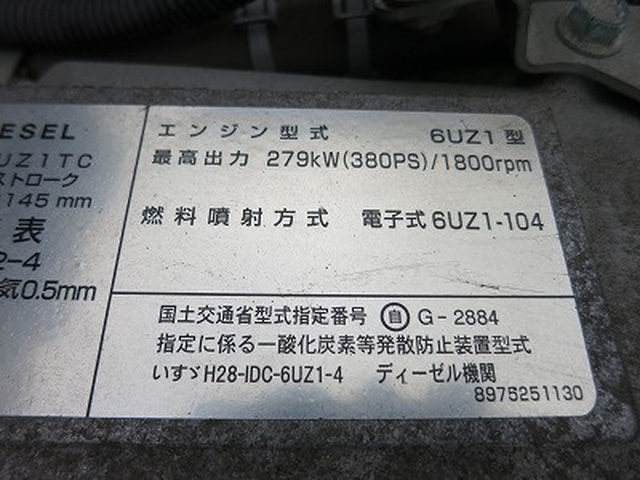 ESEL
UZ1TC
ストローク
145 mm
表
2-4
気0.5mm
エンジン型式 6UZ1型
最高出力 279kW(380PS)/1800rpm
燃料噴射方式 電子式6UZ1-104
国土交通省型式指定番号 自 G-2884
指定に係る一酸化炭素等発散防止装置型式
いすゞH28-IDC-6UZ1-4 ディーゼル機関
8975251130